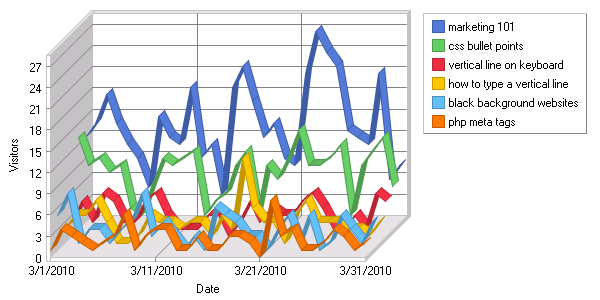 marketing 101
css bullet points
vertical line on keyboard
how to type a vertical line
black background websites
php meta tags
Visitors
27
24
21
18
15
12
9
6
3
0
3/1/2010
3/11/2010
3/21/2010
3/31/2010
Date